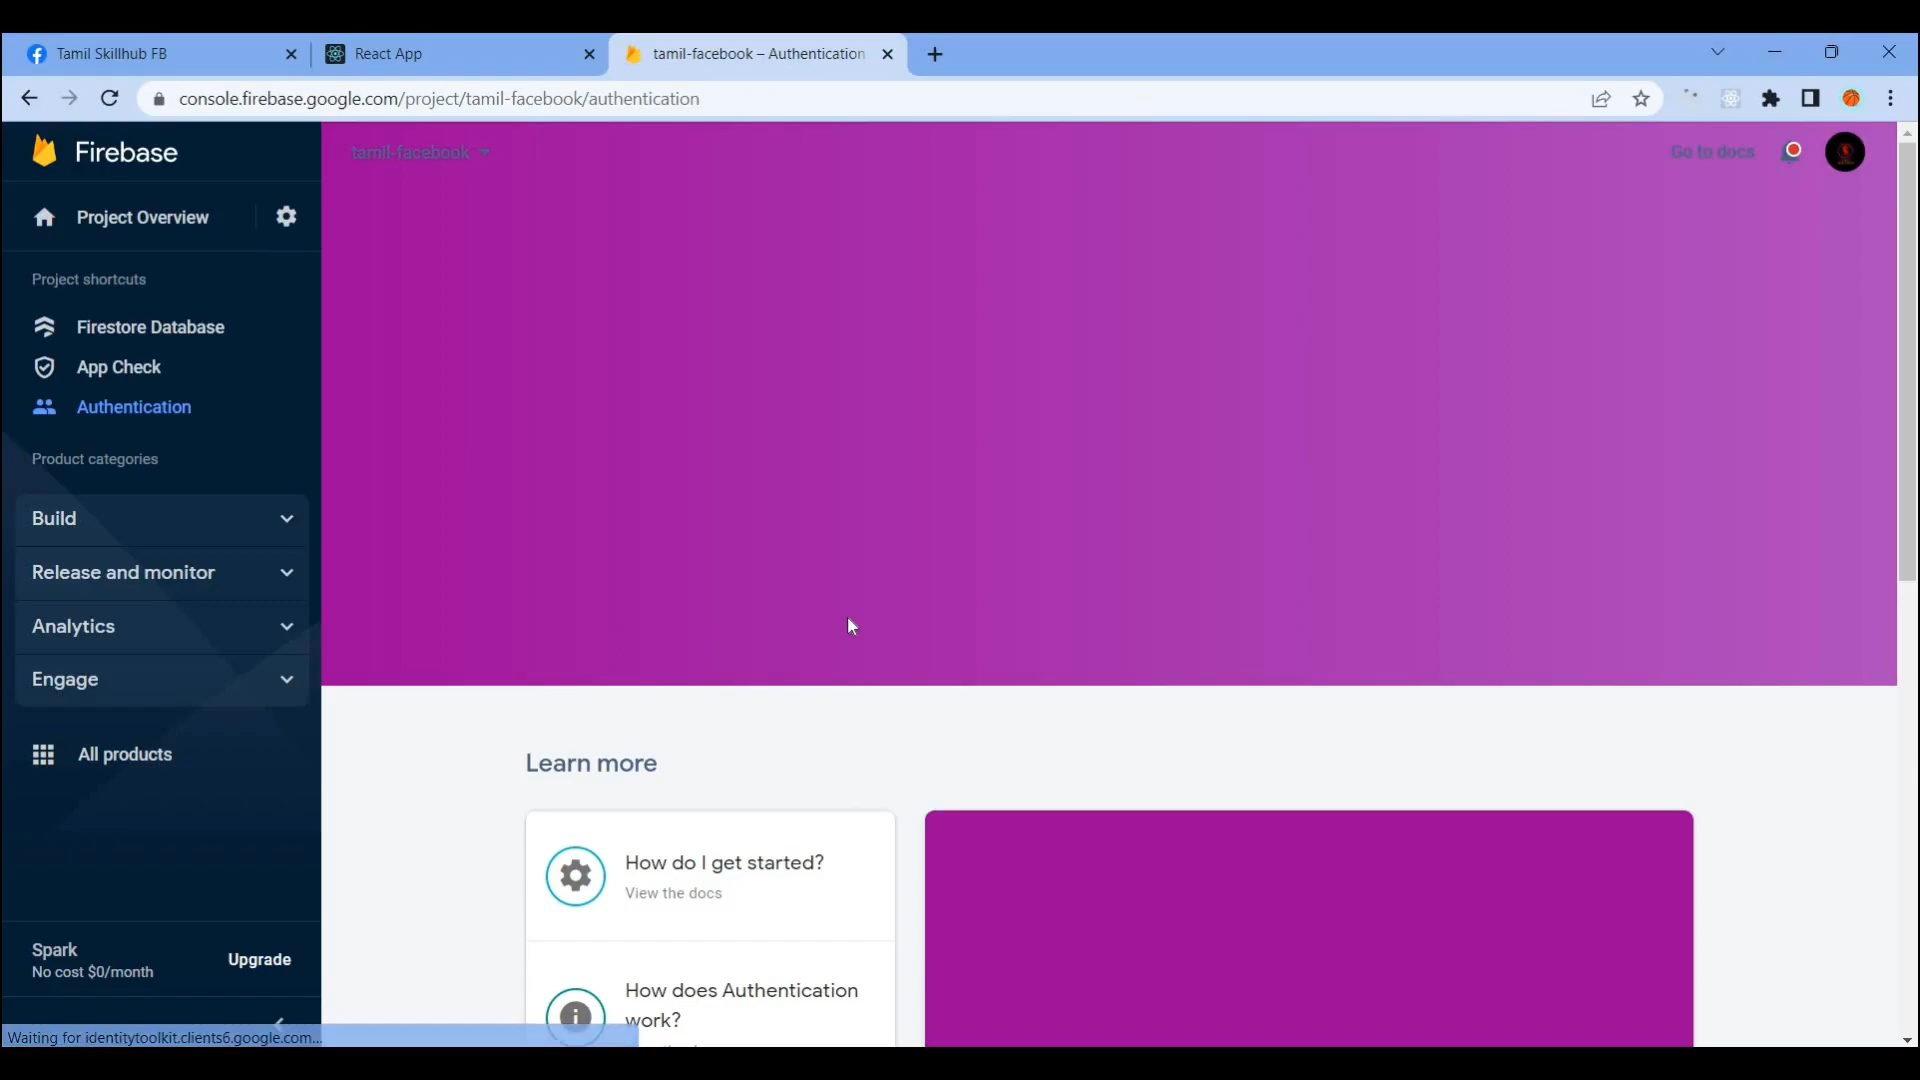 Tamil Skillhub FB
React App
tamil-facebook – Authentication
console.firebase.google.com/project/tamil-facebook/authentication
Firebase
tamil-facebook
Go to docs
Project Overview
Project shortcuts
Firestore Database
App Check
Authentication
Product categories
Build
Release and monitor
Analytics
Engage
All products
Learn more
How do I get started?
View the docs
How does Authentication
work?
Spark
No cost $0/month
Upgrade
Waiting for identitytoolkit.clients6.google.com...